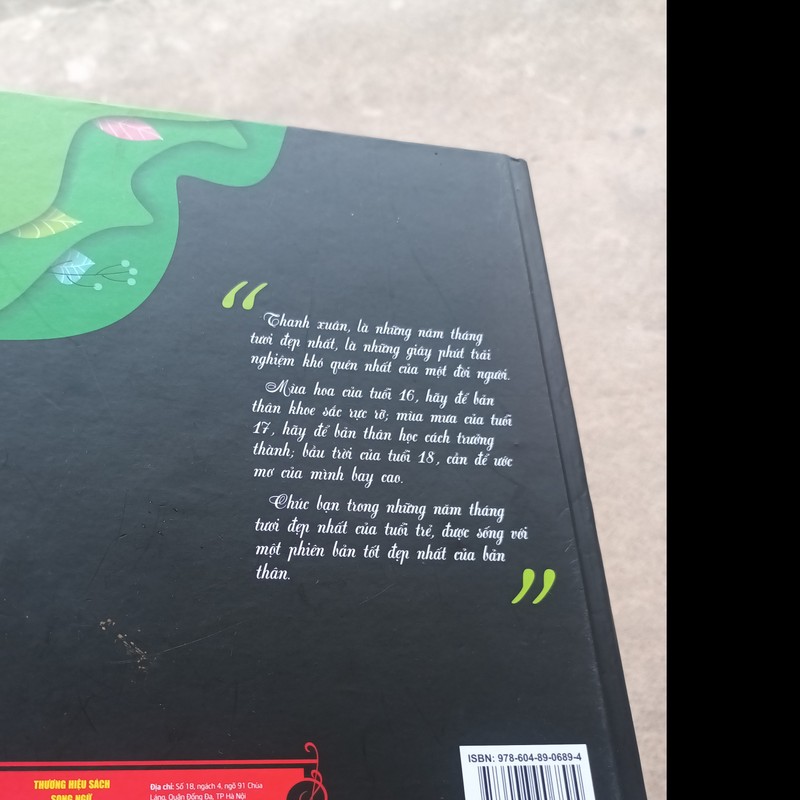 “
Thanh xuân, là những năm tháng
tươi đẹp nhất, là những giây phút trải
nghiệm khó quên nhất của một đời người.
Mùa hoa của tuổi 16, hãy để bản
thân khoe sắc rực rỡ; mùa mưa của tuổi
17, hãy để bản thân học cách trưởng
thành; bầu trời của tuổi 18, cần để ước
mơ của mình bay cao.
Chúc bạn trong những năm tháng
tươi đẹp nhất của tuổi trẻ, được sống với
một phiên bản tốt đẹp nhất của bản
thân.
”
ISBN: 978-604-89-0689-4
THƯƠNG HIỆU SÁCH
SONG NGỮ
Địa chỉ: Số 18, ngách 4, ngõ 91 Chùa
Láng, Quận Đống Đa, TP Hà Nội